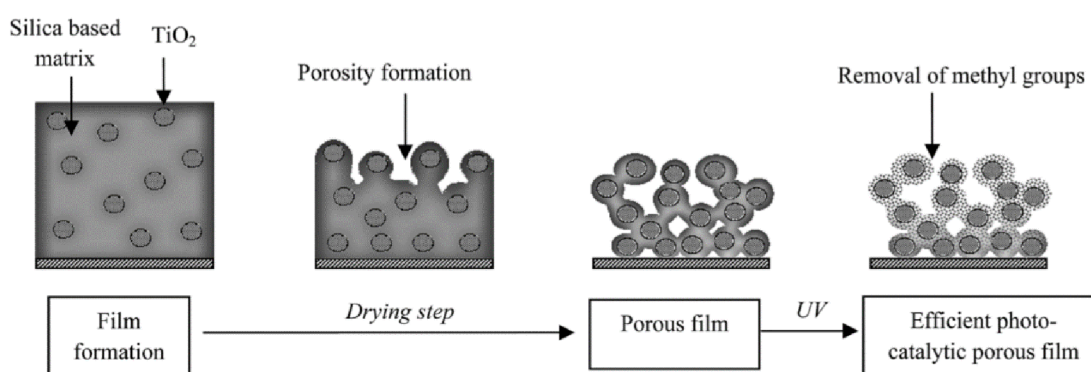 Silica based
matrix
TiO₂
Porosity formation
Removal of methyl groups
Film
formation
Drying step
Porous film
UV
Efficient photo-
catalytic porous film